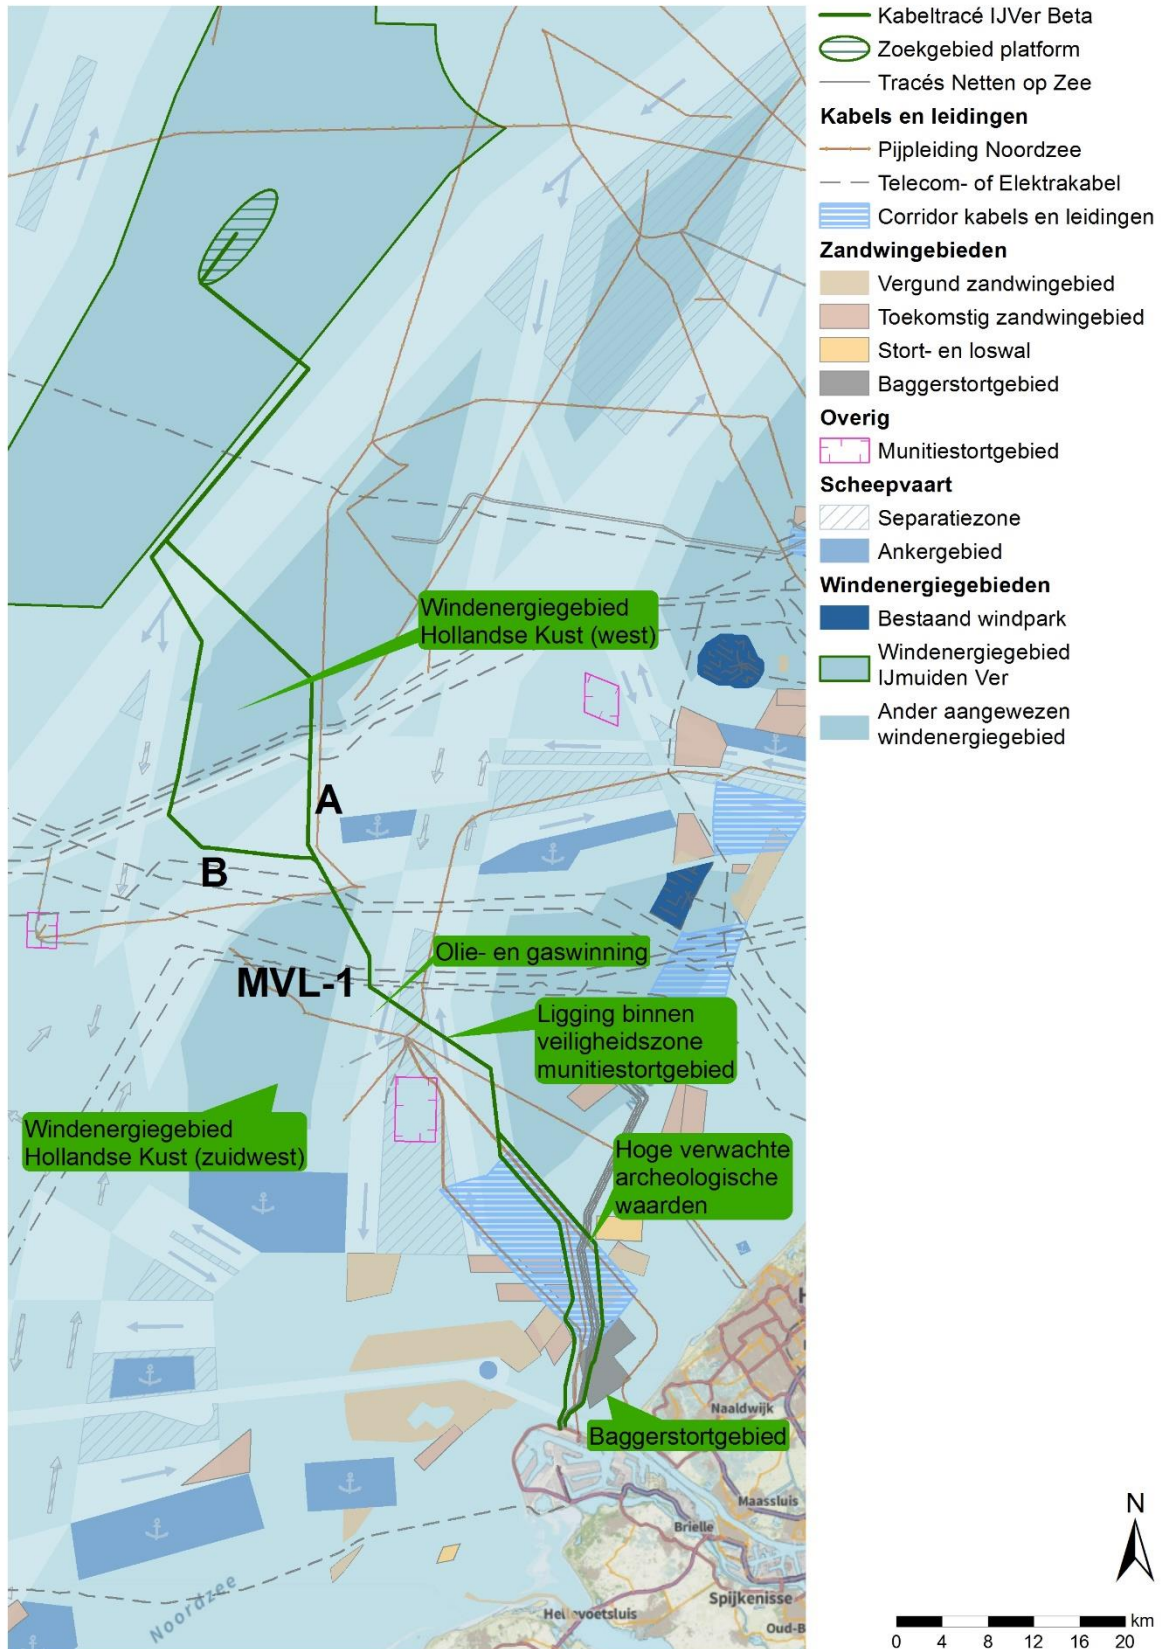 Kabeltracé IJVer Beta
Zoekgebied platform
Tracés Netten op Zee
Kabels en leidingen
Pijpleiding Noordzee
Telecom- of Elektrakabel
Corridor kabels en leidingen
Zandwingebieden
Vergund zandwingebied
Toekomstig zandwingebied
Stort- en loswal
Baggerstortgebied
Overig
Munitiestortgebied
Scheepvaart
Separatiezone
Ankergebied
Windenergiegebieden
Bestaand windpark
Windenergiegebied
IJmuiden Ver
Ander aangewezen
windenergiegebied
Windenergiegebied
Hollandse Kust (west)
A
B
Olie- en gaswinning
MVL-1
Ligging binnen
veiligheidszone
munitiestortgebied
Windenergiegebied
Hollandse Kust (zuidwest)
Hoge verwachte
archeologische
waarden
Baggerstortgebied
Naaldwijk
Maassluis
Brielle
Spijkenisse
Hellevoetsluis
Oud-B
Noordzee
H
N
km
0 4 8 12 16 20